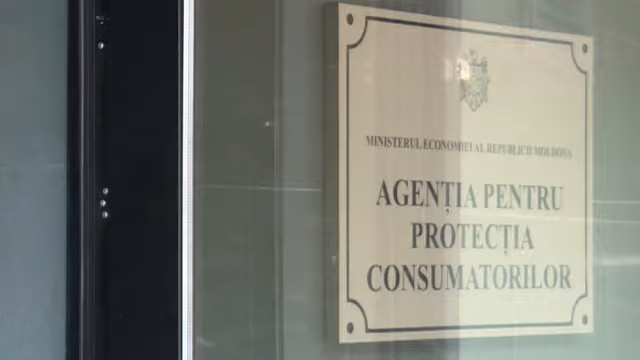 MINISTERUL ECONOMIEI AL REPUBLICII MOLDOVA
AGENȚIA PENTRU
PROTECȚIA
CONSUMATORILOR